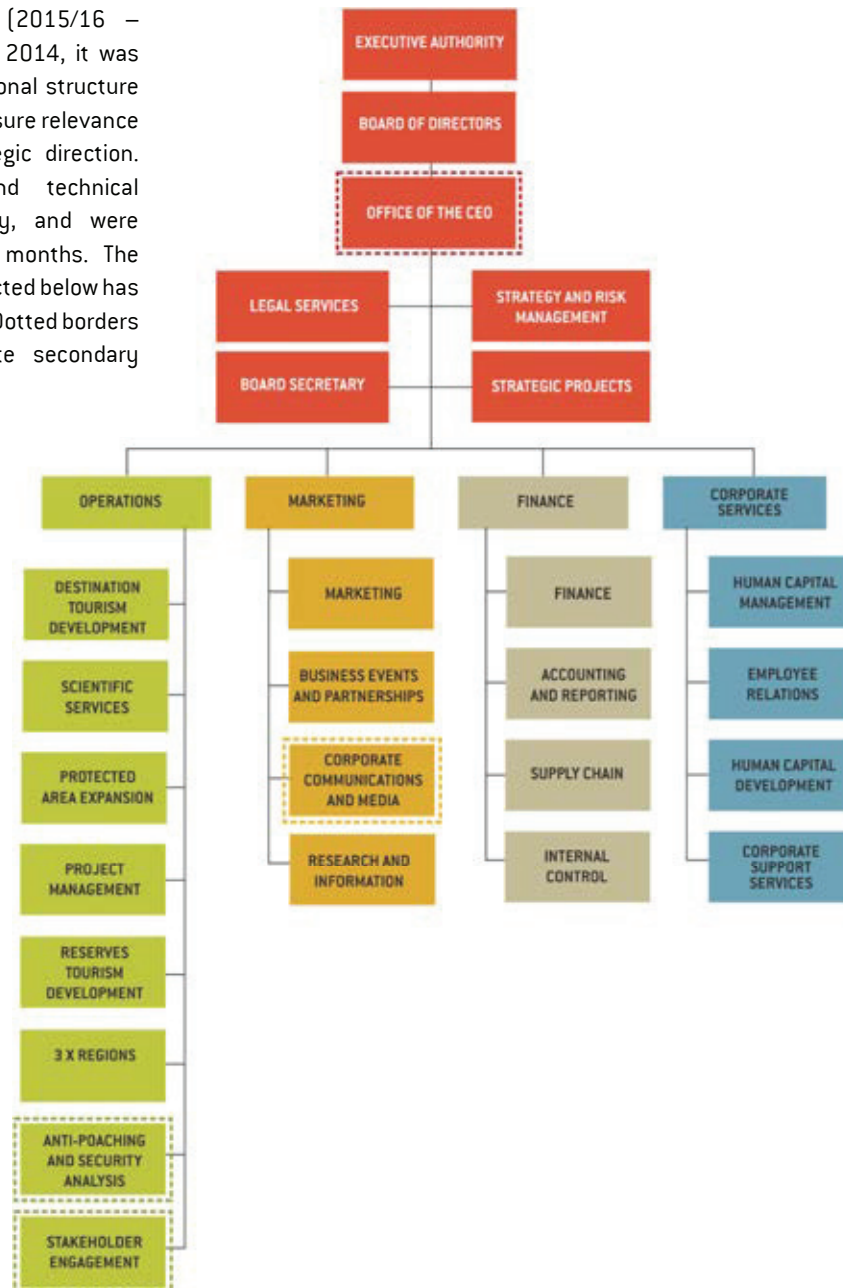 (2015/16 –
2014, it was
onal structure
sure relevance
egic direction.
nd technical
y, and were
months. The
cted below has
Dotted borders
te secondary
EXECUTIVE AUTHORITY
BOARD OF DIRECTORS
OFFICE OF THE CEO
LEGAL SERVICES
STRATEGY AND RISK
MANAGEMENT
BOARD SECRETARY
STRATEGIC PROJECTS
OPERATIONS
DESTINATION
TOURISM
DEVELOPMENT
SCIENTIFIC
SERVICES
PROTECTED
AREA EXPANSION
PROJECT
MANAGEMENT
RESERVES
TOURISM
DEVELOPMENT
3 X REGIONS
ANTI-POACHING
AND SECURITY
ANALYSIS
STAKEHOLDER
ENGAGEMENT
MARKETING
MARKETING
BUSINESS EVENTS
AND PARTNERSHIPS
CORPORATE
COMMUNICATIONS
AND MEDIA
RESEARCH AND
INFORMATION
FINANCE
FINANCE
ACCOUNTING
AND REPORTING
SUPPLY CHAIN
INTERNAL
CONTROL
CORPORATE
SERVICES
HUMAN CAPITAL
MANAGEMENT
EMPLOYEE
RELATIONS
HUMAN CAPITAL
DEVELOPMENT
CORPORATE
SUPPORT
SERVICES